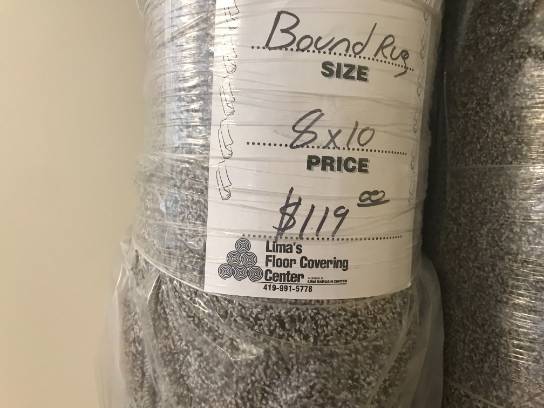 Bound Rug
SIZE
8x10
PRICE
$119.00
Lima's
Floor Covering
Center
419-991-5778